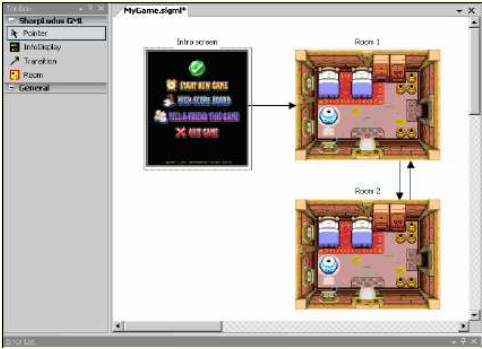 Toolbox
SharpLudus GML
Pointer
InfoDisplay
Transition
Room
General
MyGame.slgml*
Intro screen
START NEW GAME
HIGH-SCORE BOARD
TELL A FRIEND THIS GAME
QUIT GAME
Room 1
Room 2
Error List